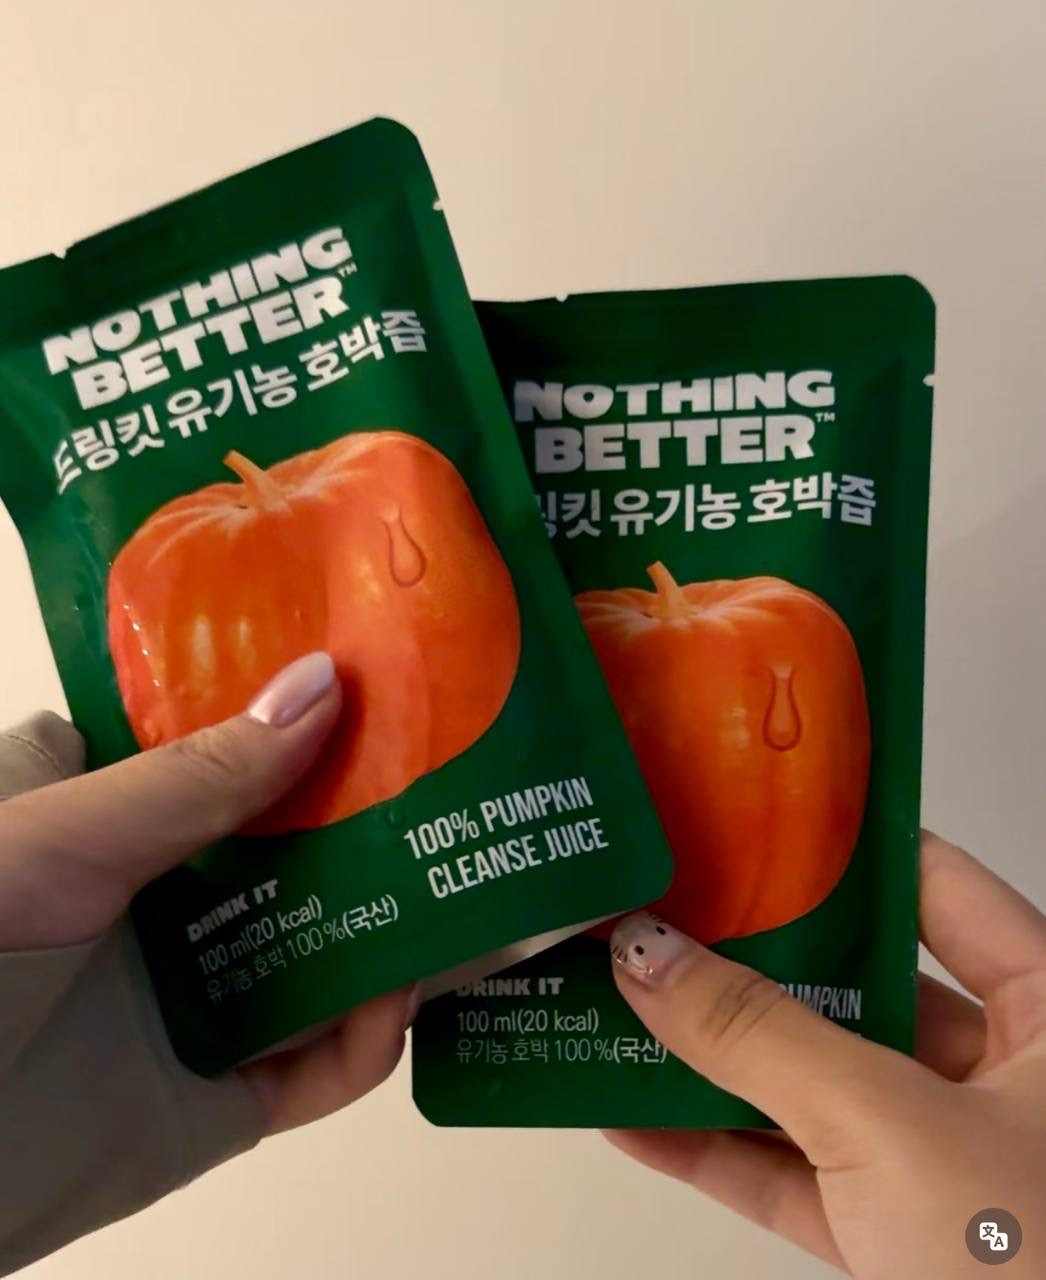 NOTHING
BETTER™
드링킷 유기농 호박즙
100% PUMPKIN
CLEANSE JUICE
DRINK IT
100 ml(20 kcal)
유기농 호박 100%(국산)
NOTHING
BETTER™
킷 유기농 호박즙
PUMPKIN
DRINK IT
100 ml(20 kcal)
유기농 호박 100%(국산)